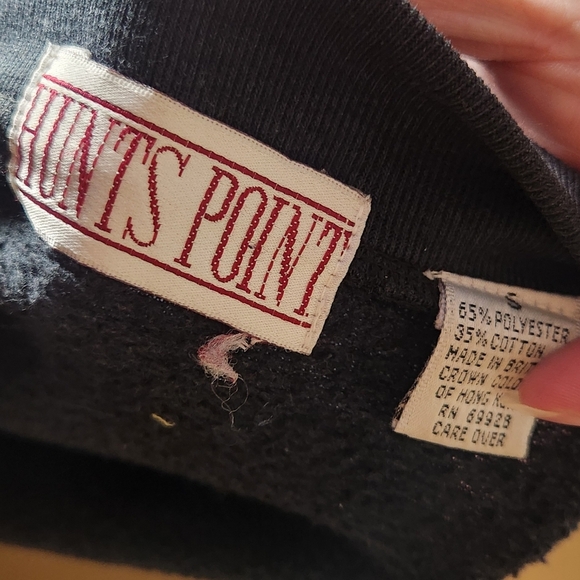 HUNTS POINT
S
65% POLYESTER
35% COTTON
MADE IN
CROWN
OF HONG
RN 69929
CARE OVER